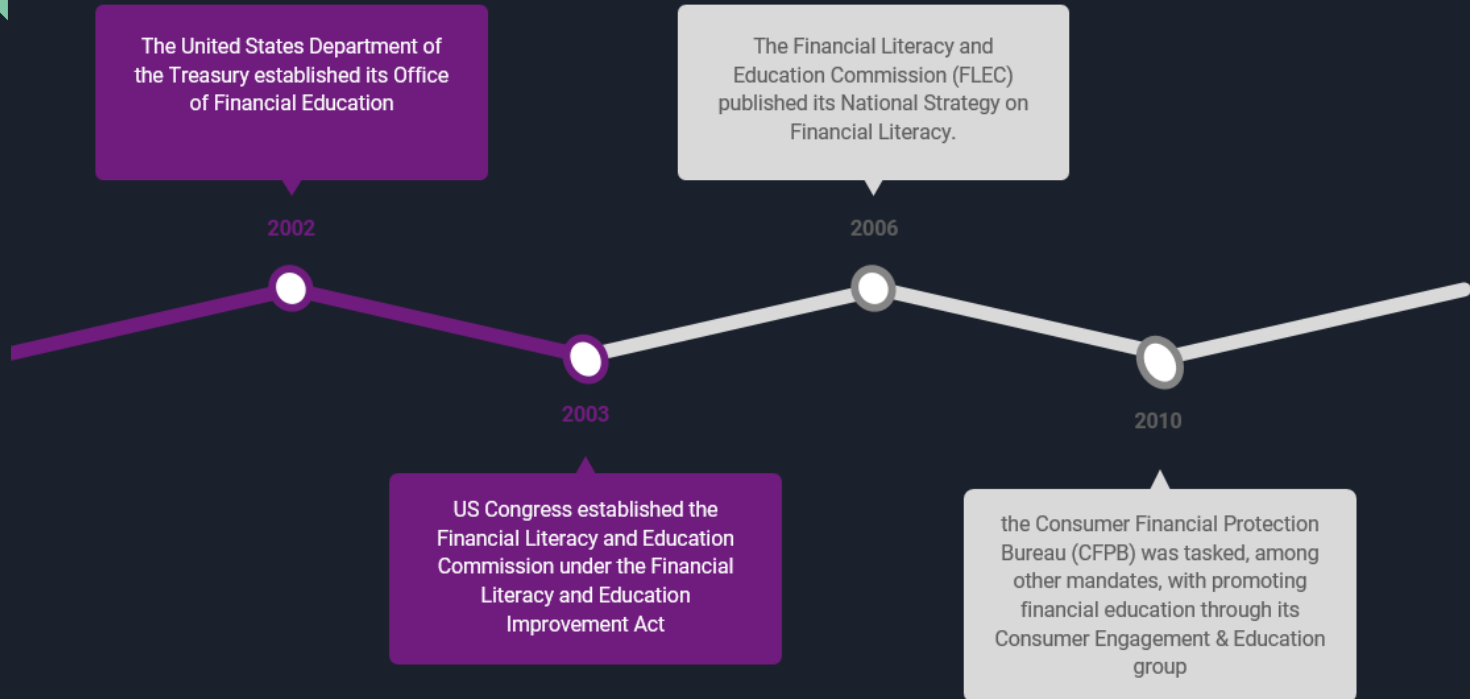 The United States Department of
the Treasury established its Office
of Financial Education
2002
2003
US Congress established the
Financial Literacy and Education
Commission under the Financial
Literacy and Education
Improvement Act
The Financial Literacy and
Education Commission (FLEC)
published its National Strategy on
Financial Literacy.
2006
2010
the Consumer Financial Protection
Bureau (CFPB) was tasked, among
other mandates, with promoting
financial education through its
Consumer Engagement & Education
group